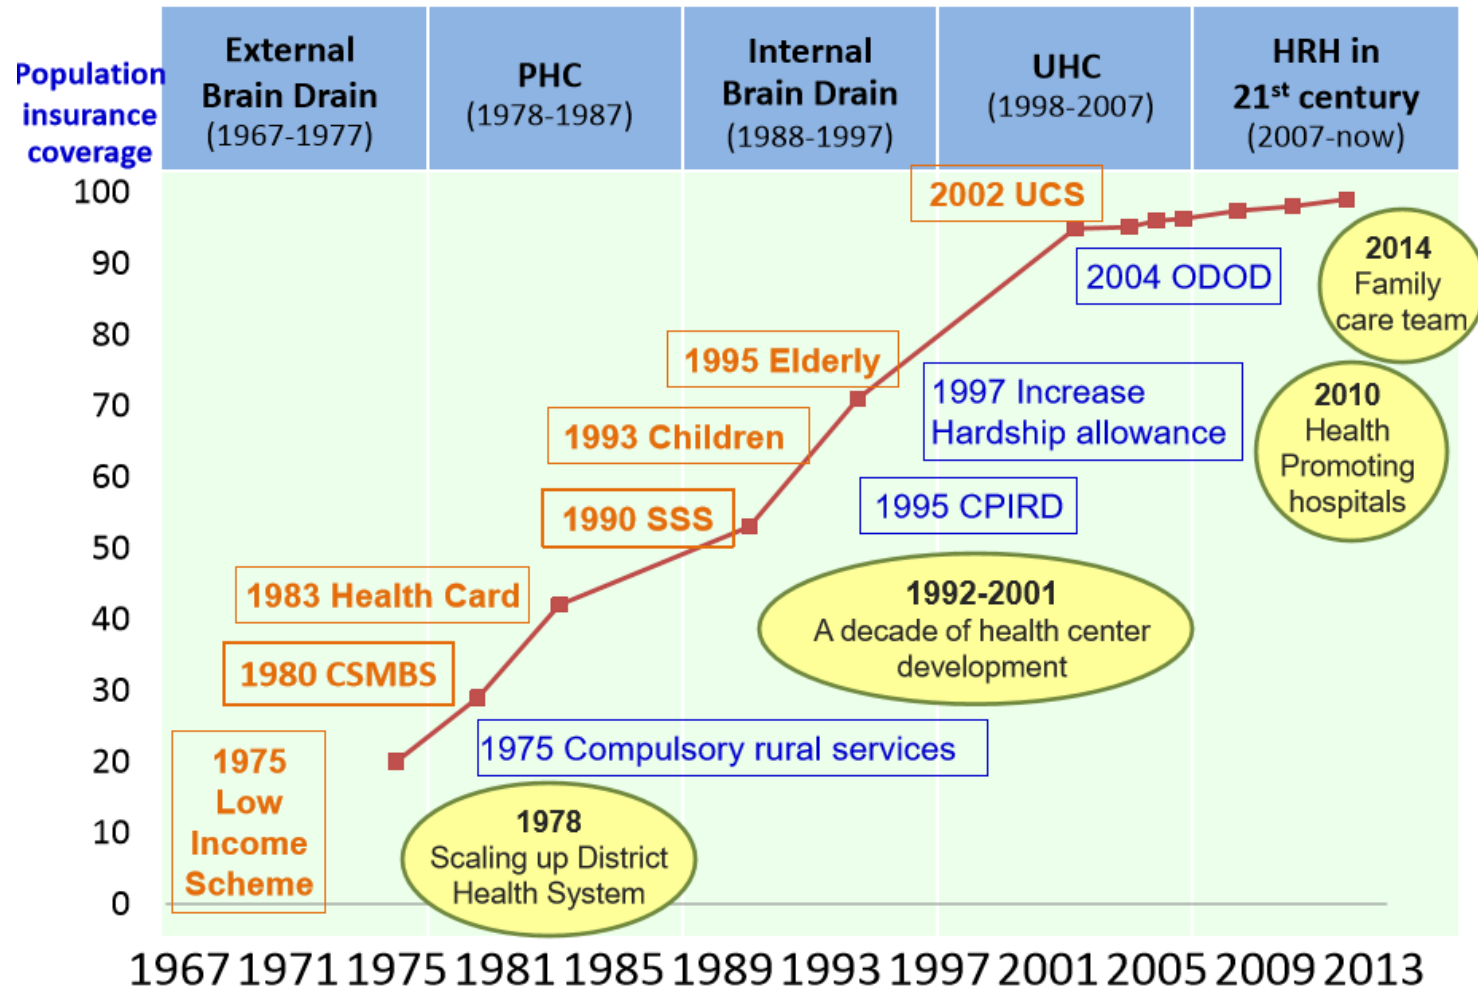 Population
insurance
coverage
External
Brain Drain
(1967-1977)
PHC
(1978-1987)
Internal
Brain Drain
(1988-1997)
UHC
(1998-2007)
HRH in
21st century
(2007-now)
100
90
80
70
60
50
40
30
20
10
0
2002 UCS
2004 ODOD
2014
Family
care team
1995 Elderly
1997 Increase
Hardship allowance
2010
Health
Promoting
hospitals
1993 Children
1990 SSS
1995 CPIRD
1983 Health Card
1992-2001
A decade of health center
development
1980 CSMBS
1975 Compulsory rural services
1975
Low
Income
Scheme
1978
Scaling up District
Health System
1967 1971 1975 1981 1985 1989 1993 1997 2001 2005 2009 2013